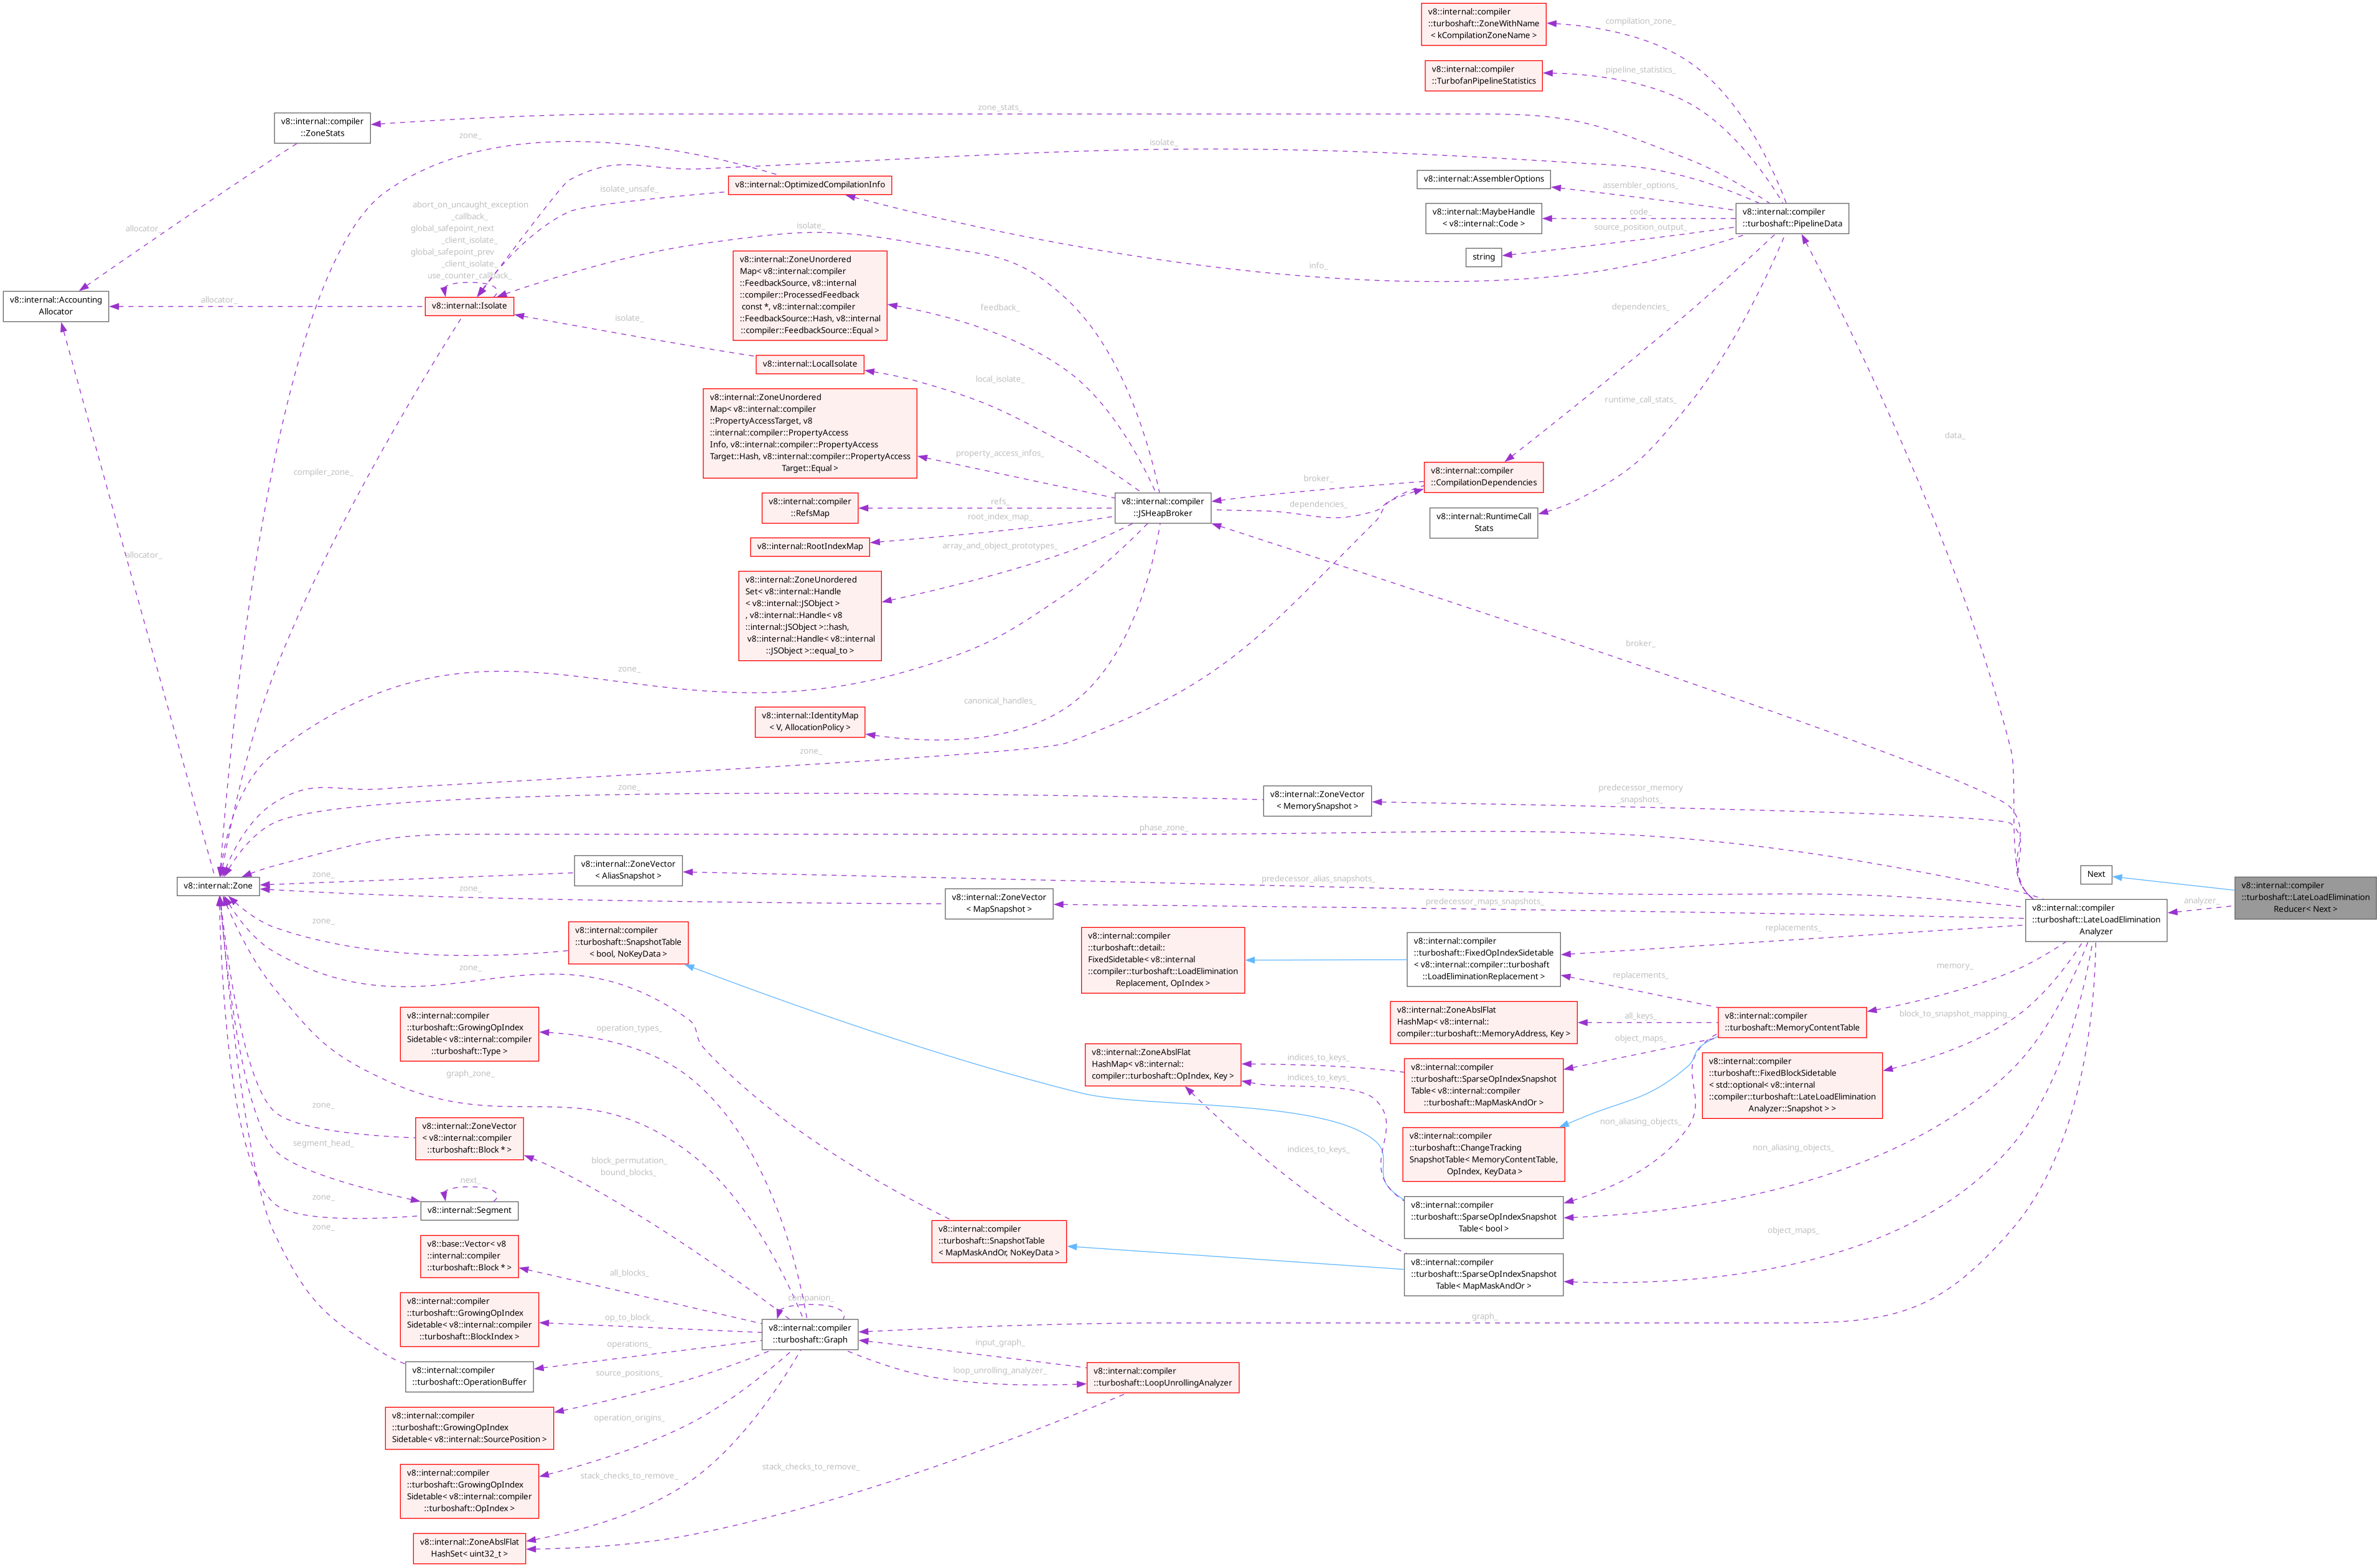 v8::internal::compiler
::turboshaft::ZoneWithName
< kCompilationZoneName >
compilation_zone_
v8::internal::compiler
::TurbofanPipelineStatistics
pipeline_statistics_
v8::internal::compiler
::ZoneStats
zone_stats_
zone_
isolate_
v8::internal::OptimizedCompilationInfo
isolate_unsafe_
v8::internal::AssemblerOptions
assembler_options_
v8::internal::MaybeHandle
< v8::internal::Code >
code_
source_position_output_
string
v8::internal::compiler
::turboshaft::PipelineData
info_
abort_on_uncaught_exception
_callback_
global_safepoint_next
_client_isolate_
global_safepoint_prev
_client_isolate_
use_counter_callback_
isolate_
allocator_
v8::internal::Accounting
Allocator
allocator_
v8::internal::Isolate
v8::internal::ZoneUnordered
Map< v8::internal::compiler
::FeedbackSource, v8::internal
::compiler::ProcessedFeedback
const *, v8::internal::compiler
::FeedbackSource::Hash, v8::internal
::compiler::FeedbackSource::Equal >
feedback_
dependencies_
isolate_
v8::internal::LocalIsolate
local_isolate_
runtime_call_stats_
v8::internal::ZoneUnordered
Map< v8::internal::compiler
::PropertyAccessTarget, v8
::internal::compiler::PropertyAccess
Info, v8::internal::compiler::PropertyAccess
Target::Hash, v8::internal::compiler::PropertyAccess
Target::Equal >
property_access_infos_
data_
compiler_zone_
v8::internal::compiler
::RefsMap
refs_
v8::internal::compiler
::JSHeapBroker
broker_
dependencies_
v8::internal::compiler
::CompilationDependencies
v8::internal::RuntimeCall
Stats
v8::internal::RootIndexMap
root_index_map_
array_and_object_prototypes_
allocator_
v8::internal::ZoneUnordered
Set< v8::internal::Handle
< v8::internal::JSObject >
, v8::internal::Handle< v8
::internal::JSObject >::hash,
v8::internal::Handle< v8::internal
::JSObject >::equal_to >
zone_
broker_
canonical_handles_
v8::internal::IdentityMap
< V, AllocationPolicy >
zone_
zone_
v8::internal::ZoneVector
< MemorySnapshot >
predecessor_memory
_snapshots_
phase_zone_
v8::internal::Zone
zone_
v8::internal::ZoneVector
< AliasSnapshot >
predecessor_alias_snapshots_
zone_
v8::internal::ZoneVector
< MapSnapshot >
predecessor_maps_snapshots_
Next
v8::internal::compiler
::turboshaft::LateLoadElimination
Reducer< Next >
analyzer_
v8::internal::compiler
::turboshaft::LateLoadElimination
Analyzer
zone_
v8::internal::compiler
::turboshaft::SnapshotTable
< bool, NoKeyData >
zone_
v8::internal::compiler
::turboshaft::detail::
FixedSidetable< v8::internal
::compiler::turboshaft::LoadElimination
Replacement, OpIndex >
v8::internal::compiler
::turboshaft::FixedOpIndexSidetable
< v8::internal::compiler::turboshaft
::LoadEliminationReplacement >
replacements_
replacements_
memory_
v8::internal::compiler
::turboshaft::GrowingOpIndex
Sidetable< v8::internal::compiler
::turboshaft::Type >
operation_types_
v8::internal::ZoneAbslFlat
HashMap< v8::internal::
compiler::turboshaft::MemoryAddress, Key >
all_keys_
v8::internal::compiler
::turboshaft::MemoryContentTable
block_to_snapshot_mapping_
graph_zone_
v8::internal::ZoneAbslFlat
HashMap< v8::internal::
compiler::turboshaft::OpIndex, Key >
indices_to_keys_
indices_to_keys_
object_maps_
v8::internal::compiler
::turboshaft::SparseOpIndexSnapshot
Table< v8::internal::compiler
::turboshaft::MapMaskAndOr >
v8::internal::compiler
::turboshaft::FixedBlockSidetable
< std::optional< v8::internal
::compiler::turboshaft::LateLoadElimination
Analyzer::Snapshot > >
zone_
v8::internal::ZoneVector
< v8::internal::compiler
::turboshaft::Block * >
segment_head_
block_permutation_
bound_blocks_
indices_to_keys_
v8::internal::compiler
::turboshaft::ChangeTracking
SnapshotTable< MemoryContentTable,
OpIndex, KeyData >
non_aliasing_objects_
non_aliasing_objects_
next_
zone_
v8::internal::Segment
zone_
v8::internal::compiler
::turboshaft::SnapshotTable
< MapMaskAndOr, NoKeyData >
v8::internal::compiler
::turboshaft::SparseOpIndexSnapshot
Table< bool >
object_maps_
v8::base::Vector< v8
::internal::compiler
::turboshaft::Block * >
all_blocks_
v8::internal::compiler
::turboshaft::SparseOpIndexSnapshot
Table< MapMaskAndOr >
companion_
v8::internal::compiler
::turboshaft::GrowingOpIndex
Sidetable< v8::internal::compiler
::turboshaft::BlockIndex >
op_to_block_
v8::internal::compiler
::turboshaft::Graph
graph_
operations_
input_graph_
v8::internal::compiler
::turboshaft::OperationBuffer
source_positions_
loop_unrolling_analyzer_
v8::internal::compiler
::turboshaft::LoopUnrollingAnalyzer
v8::internal::compiler
::turboshaft::GrowingOpIndex
Sidetable< v8::internal::SourcePosition >
operation_origins_
v8::internal::compiler
::turboshaft::GrowingOpIndex
Sidetable< v8::internal::compiler
::turboshaft::OpIndex >
stack_checks_to_remove_
stack_checks_to_remove_
v8::internal::ZoneAbslFlat
HashSet< uint32_t >